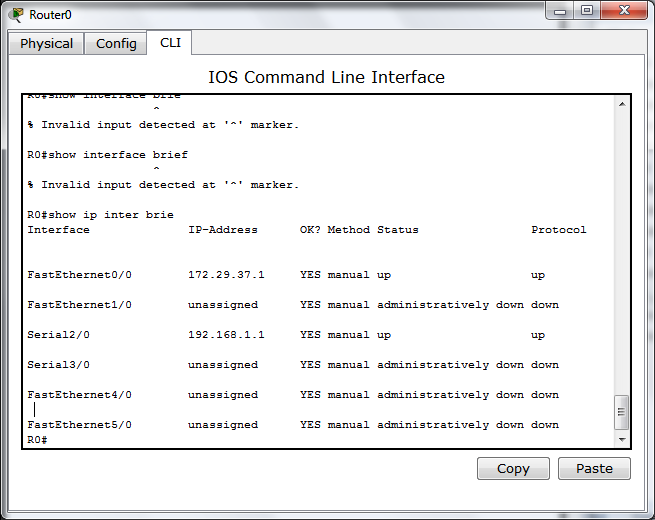 Router0
Physical Config CLI
IOS Command Line Interface
R0#show interface brie
^
% Invalid input detected at '^' marker.
R0#show interface brief
^
% Invalid input detected at '^' marker.
R0#show ip inter brie
Interface IP-Address OK? Method Status Protocol
FastEthernet0/0 172.29.37.1 YES manual up up
FastEthernet1/0 unassigned YES manual administratively down down
Serial2/0 192.168.1.1 YES manual up up
Serial3/0 unassigned YES manual administratively down down
FastEthernet4/0 unassigned YES manual administratively down down
FastEthernet5/0 unassigned YES manual administratively down down
R0#
Copy Paste